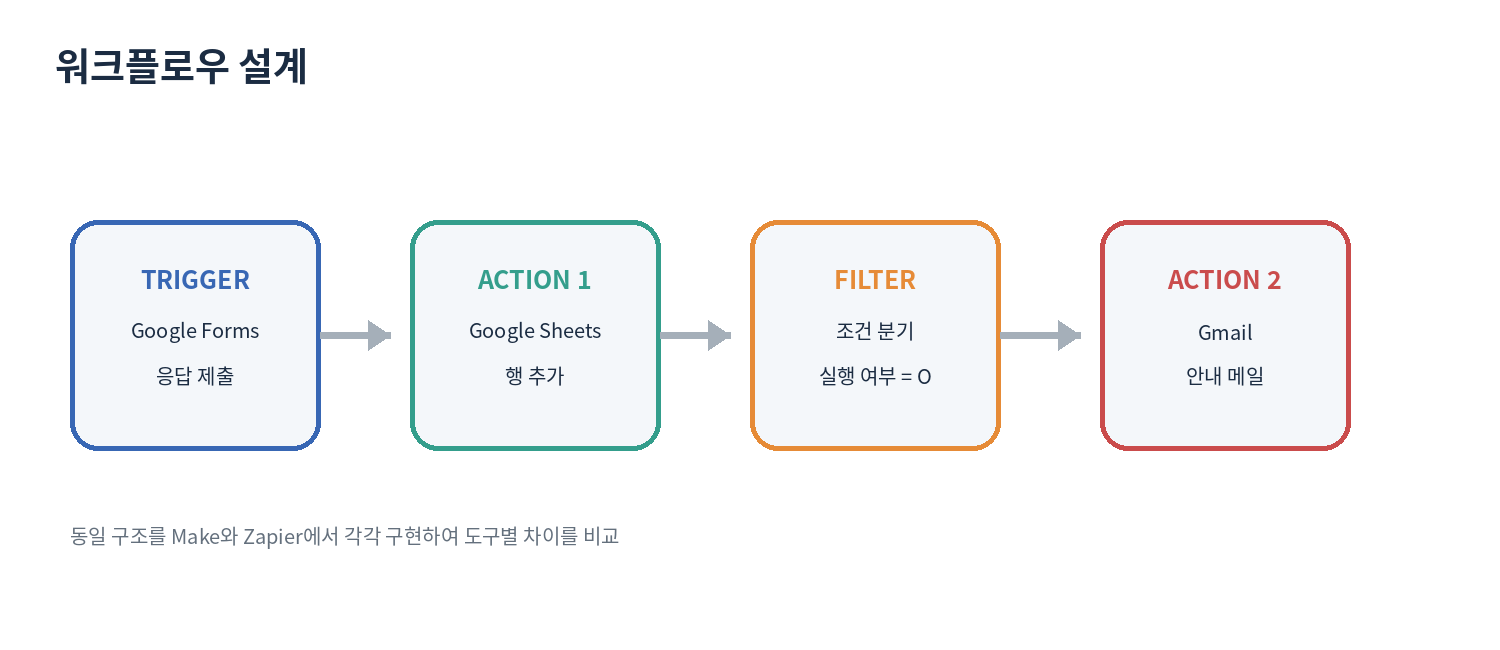 워크플로우 설계
TRIGGER
Google Forms
응답 제출
ACTION 1
Google Sheets
행 추가
FILTER
조건 분기
실행 여부 = O
ACTION 2
Gmail
안내 메일
동일 구조를 Make와 Zapier에서 각각 구현하여 도구별 차이를 비교